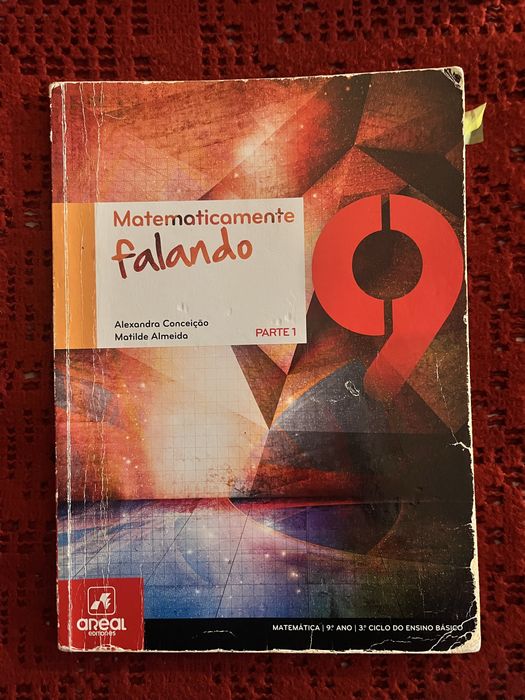 Matematicamente
falando
9
Alexandra Conceição
Matilde Almeida
PARTE 1
areal
editores
MATEMÁTICA | 9.º ANO | 3.º CICLO DO ENSINO BÁSICO